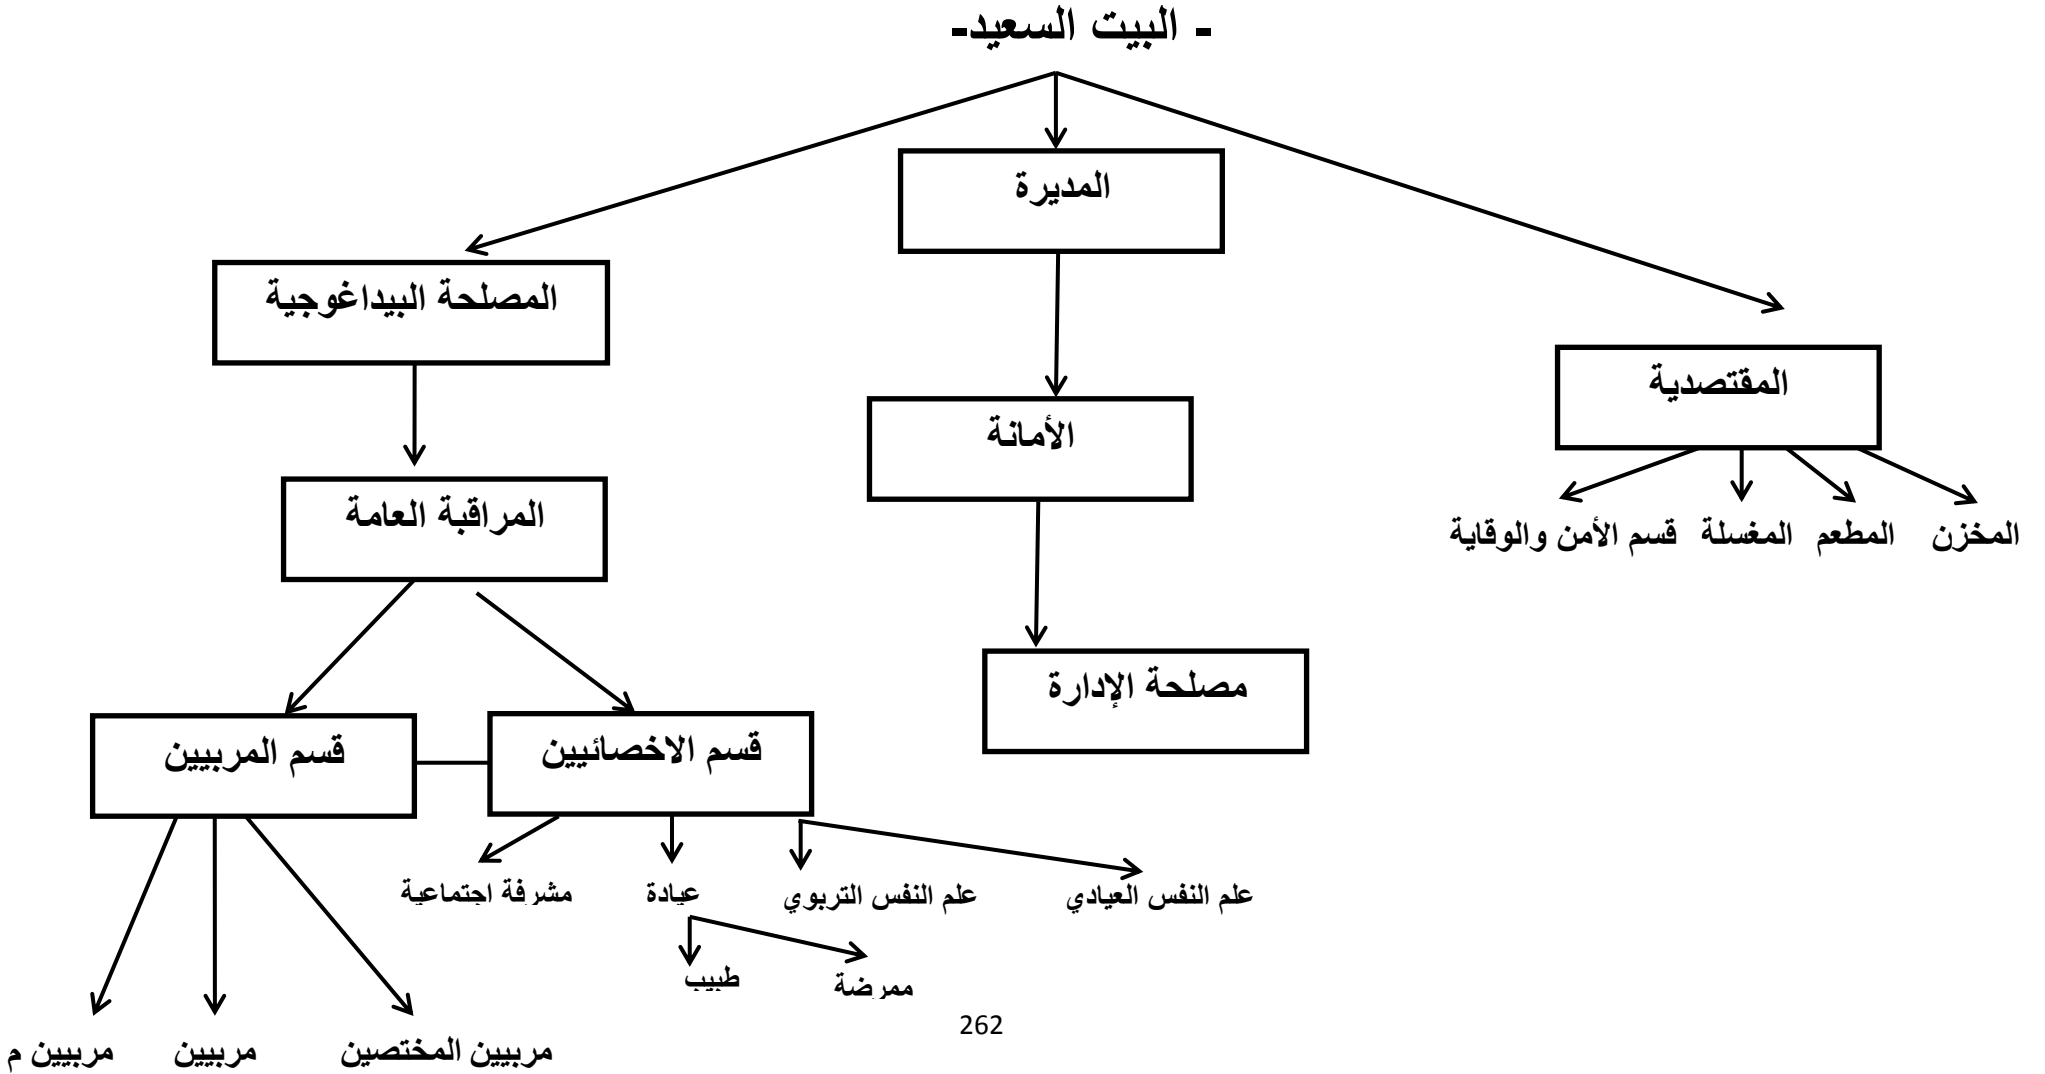 - البيت السعيد-
المديرة
المصلحة البيداغوجية
المقتصدية
الأمانة
المراقبة العامة
المخزن المطعم المغسلة قسم الأمن والوقاية
مصلحة الإدارة
قسم الاخصائيين
قسم المربيين
علم النفس العيادي
علم النفس التربوي
عيادة
مشرفة اجتماعية
ممرضة
طبيب
مربيين المختصين
مربيين
مربيين م
262